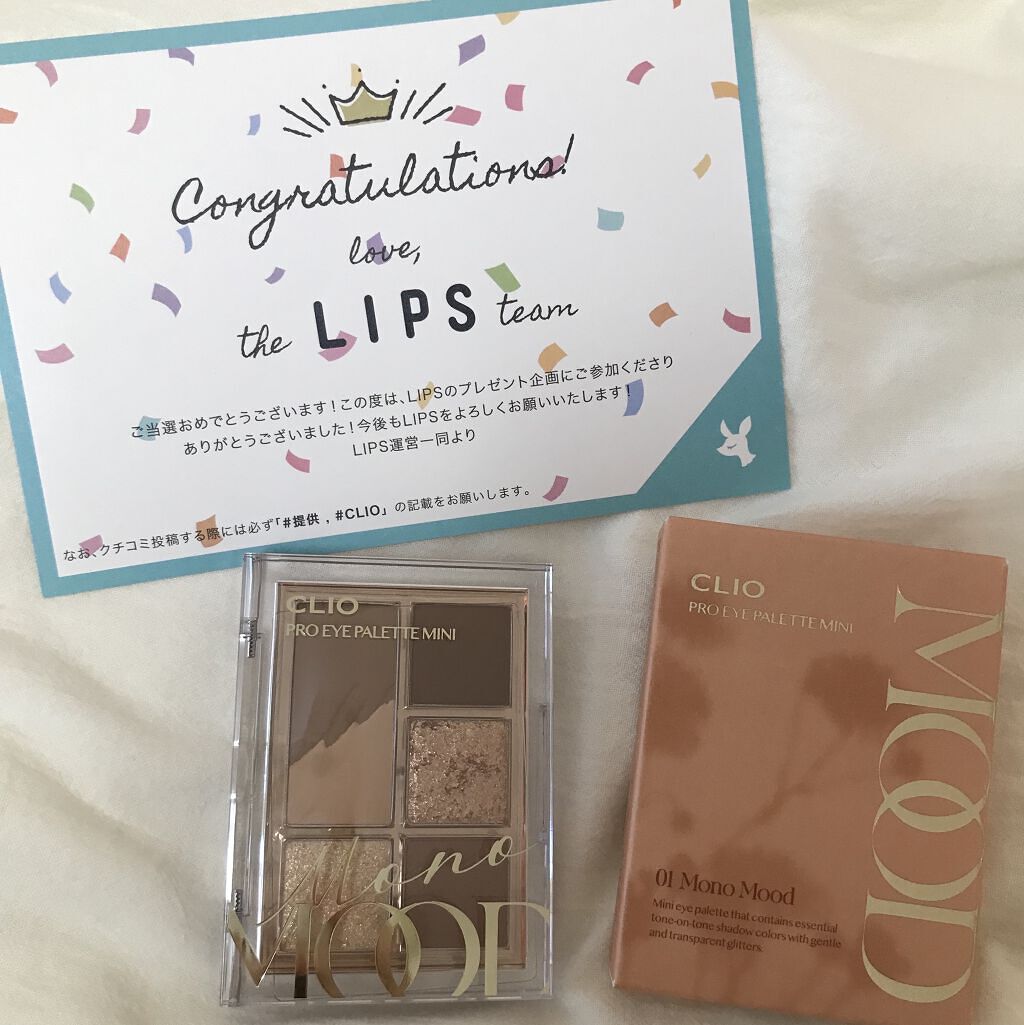 Congratulations!
love,
the LIPS team
ご当選おめでとうございます！この度は、LIPSのプレゼント企画にご参加くださり
ありがとうございました！今後もLIPSをよろしくお願いいたします！
LIPS運営一同より
なお、クチコミ投稿する際には必ず「#提供 , #CLIO」の記載をお願いします。
CLIO
PRO EYE PALETTE MINI
Mono
MOOD
CLIO
PRO EYE PALETTE MINI
MOOD
01 Mono Mood
Mini eye palette that contains essential
tone-on-tone shadow colors with gentle
and transparent glitters.